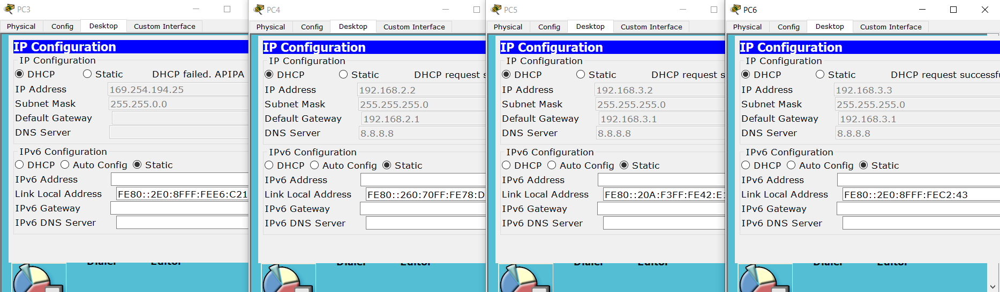 PC3
Physical Config Desktop Custom Interface
IP Configuration
IP Configuration
DHCP Static DHCP failed. APIPA
IP Address 169.254.194.25
Subnet Mask 255.255.0.0
Default Gateway
DNS Server
IPv6 Configuration
DHCP Auto Config Static
IPv6 Address
Link Local Address FE80::2E0:8FFF:FEE6:C21
IPv6 Gateway
IPv6 DNS Server
Dialer Editor
PC4
Physical Config Desktop Custom Interface
IP Configuration
IP Configuration
DHCP Static DHCP request s
IP Address 192.168.2.2
Subnet Mask 255.255.255.0
Default Gateway 192.168.2.1
DNS Server 8.8.8.8
IPv6 Configuration
DHCP Auto Config Static
IPv6 Address
Link Local Address FE80::260:70FF:FE78:D
IPv6 Gateway
IPv6 DNS Server
Dialer Editor
PC5
Physical Config Desktop Custom Interface
IP Configuration
IP Configuration
DHCP Static DHCP request s
IP Address 192.168.3.2
Subnet Mask 255.255.255.0
Default Gateway 192.168.3.1
DNS Server 8.8.8.8
IPv6 Configuration
DHCP Auto Config Static
IPv6 Address
Link Local Address FE80::20A:F3FF:FE42:E1
IPv6 Gateway
IPv6 DNS Server
Dialer Editor
PC6
Physical Config Desktop Custom Interface
IP Configuration
IP Configuration
DHCP Static DHCP request successf
IP Address 192.168.3.3
Subnet Mask 255.255.255.0
Default Gateway 192.168.3.1
DNS Server 8.8.8.8
IPv6 Configuration
DHCP Auto Config Static
IPv6 Address
Link Local Address FE80::2E0:8FFF:FEC2:43
IPv6 Gateway
IPv6 DNS Server
Dialer Editor